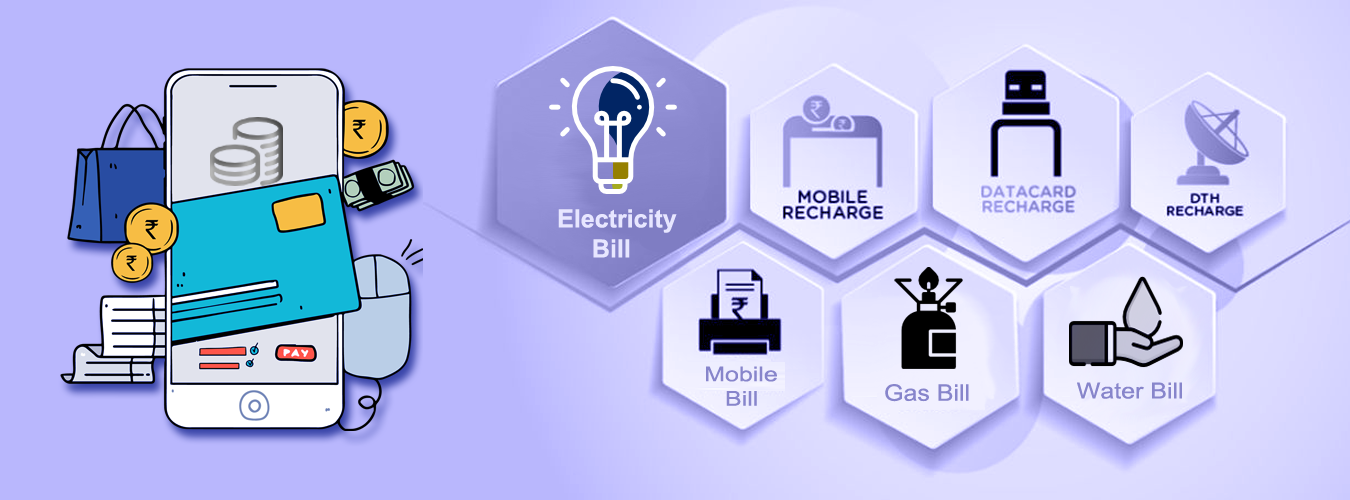 ₹
₹
₹
PAY
Electricity
Bill
₹
₹
MOBILE
RECHARGE
DATACARD
RECHARGE
DTH
RECHARGE
₹
Mobile
Bill
Gas Bill
Water Bill